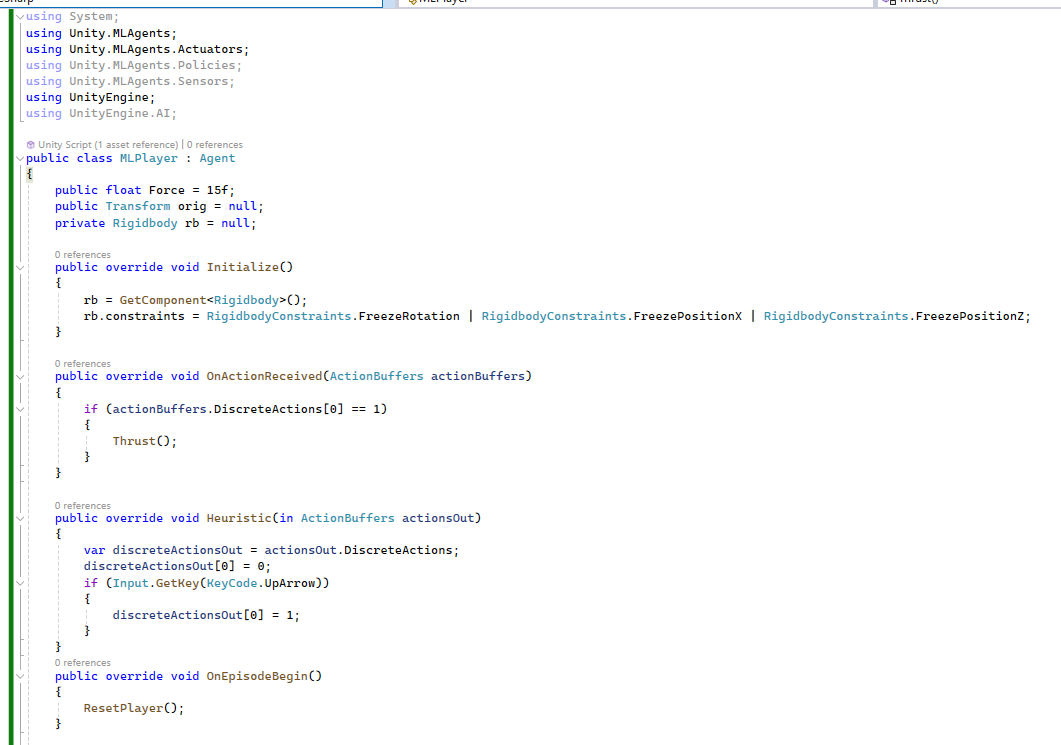 using System;
using Unity.MLAgents;
using Unity.MLAgents.Actuators;
using Unity.MLAgents.Policies;
using Unity.MLAgents.Sensors;
using UnityEngine;
using UnityEngine.AI;
Unity Script (1 asset reference) | 0 references
public class MLPlayer : Agent
{
public float Force = 15f;
public Transform orig = null;
private Rigidbody rb = null;
0 references
public override void Initialize()
{
rb = GetComponent<Rigidbody>();
rb.constraints = RigidbodyConstraints.FreezeRotation | RigidbodyConstraints.FreezePositionX | RigidbodyConstraints.FreezePositionZ;
}
0 references
public override void OnActionReceived(ActionBuffers actionBuffers)
{
if (actionBuffers.DiscreteActions[0] == 1)
{
Thrust();
}
}
0 references
public override void Heuristic(in ActionBuffers actionsOut)
{
var discreteActionsOut = actionsOut.DiscreteActions;
discreteActionsOut[0] = 0;
if (Input.GetKey(KeyCode.UpArrow))
{
discreteActionsOut[0] = 1;
}
}
0 references
public override void OnEpisodeBegin()
{
ResetPlayer();
}